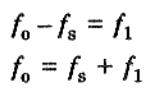 f₀ − fₛ = f₁
f₀ = fₛ + f₁